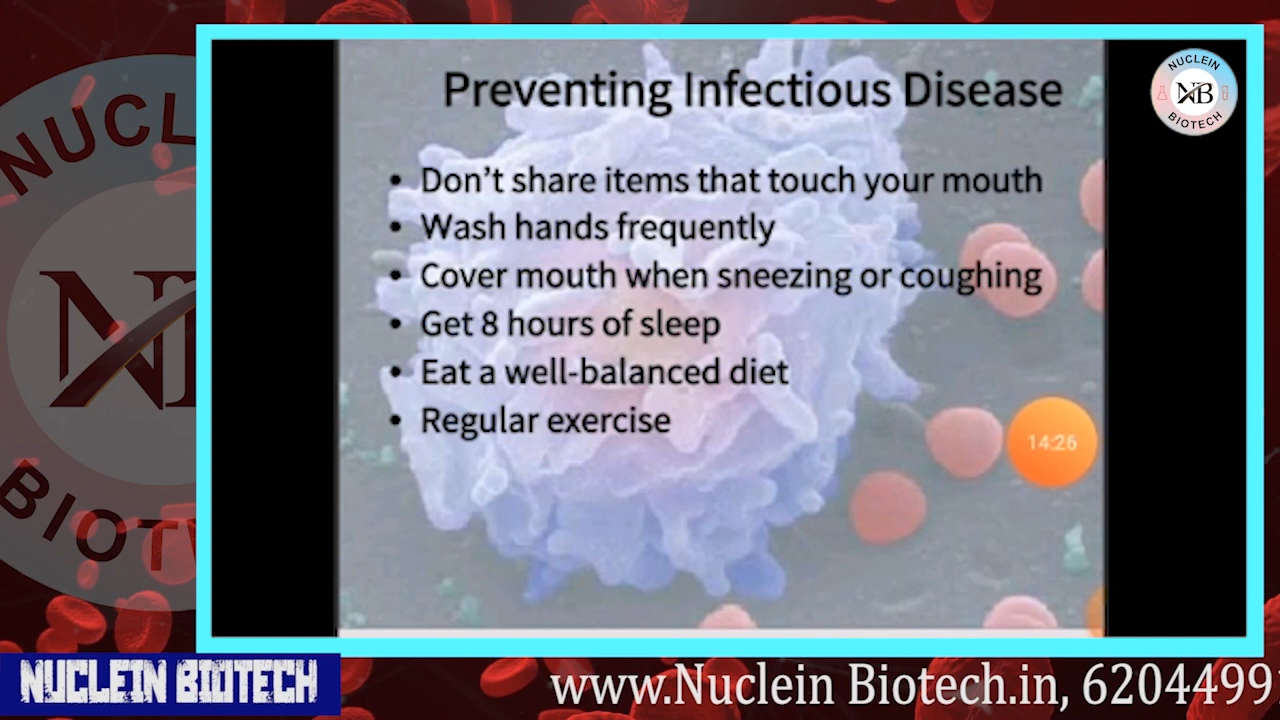 Preventing Infectious Disease
NUCLEIN
NB
BIOTECH
• Don't share items that touch your mouth
• Wash hands frequently
• Cover mouth when sneezing or coughing
• Get 8 hours of sleep
• Eat a well-balanced diet
• Regular exercise
14:26
NUCL
N
BIOT
NUCLEIN BIOTECH
www.Nuclein Biotech.in, 6204499